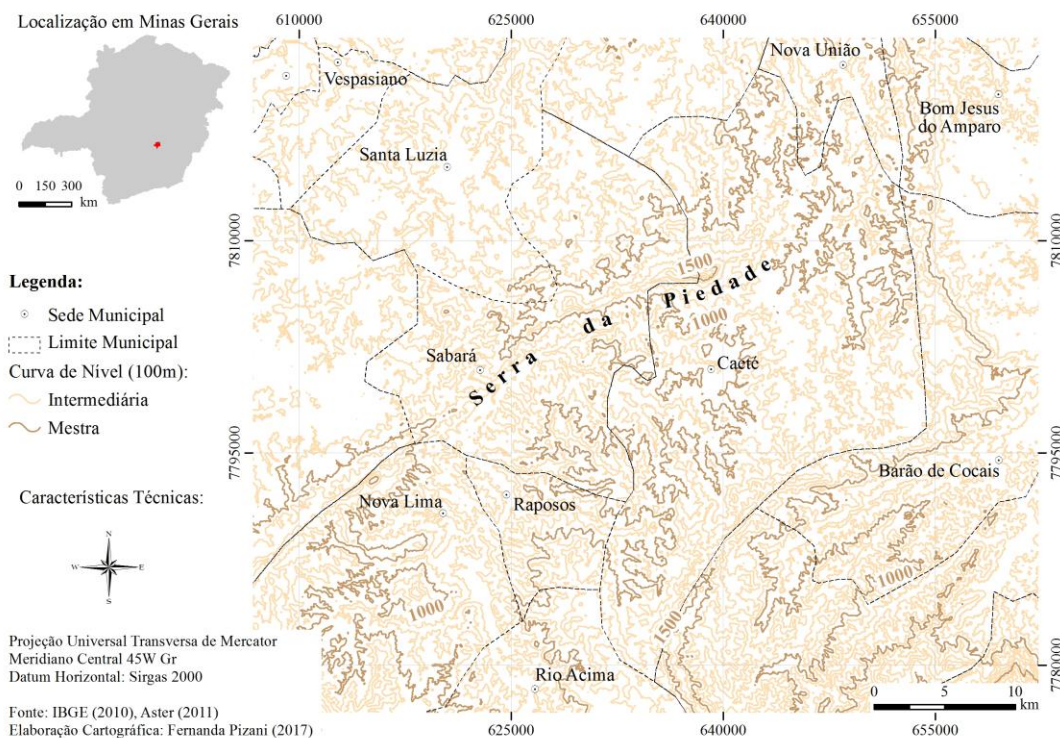 Localização em Minas Gerais
0 150 300
km
Legenda:
Sede Municipal
Limite Municipal
Curva de Nível (100m):
Intermediária
Mestra
Características Técnicas:
N
W E
S
Projeção Universal Transversa de Mercator
Meridiano Central 45W Gr
Datum Horizontal: Sirgas 2000
Fonte: IBGE (2010), Aster (2011)
Elaboração Cartográfica: Fernanda Pizani (2017)
610000 625000 640000 655000
Nova União
Vespasiano
Bom Jesus
do Amparo
Santa Luzia
7810000 7810000
1500
Serra da Piedade
1000
Sabará
Caeté
7795000 7795000
Barão de Cocais
Nova Lima
Raposos
1000
1000
1500
Rio Acima
7780000
0 5 10
km
625000 640000 655000